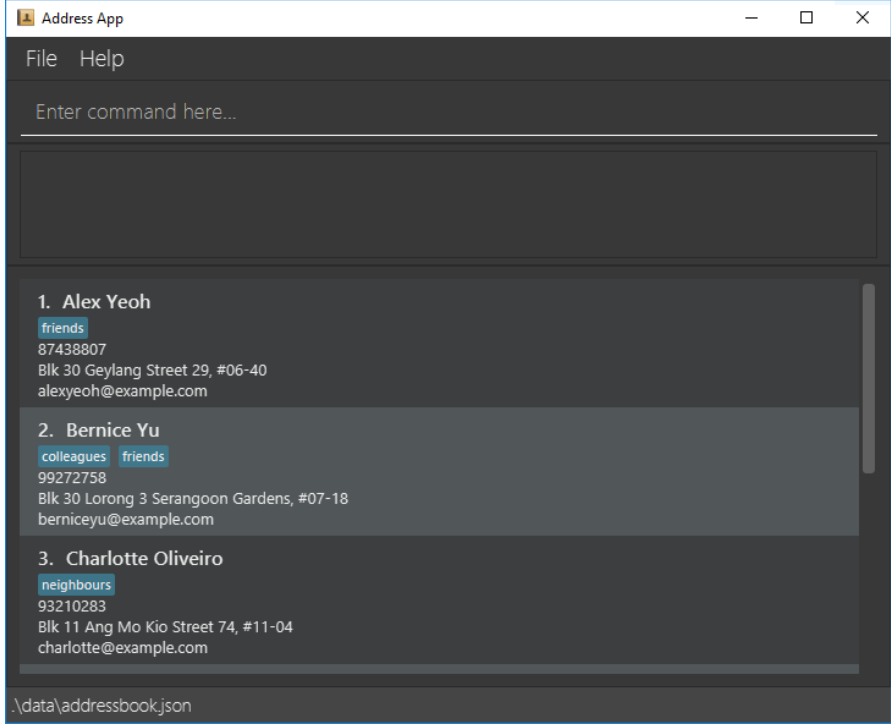 Address App
File Help
Enter command here...
1. Alex Yeoh
friends
87438807
Blk 30 Geylang Street 29, #06-40
alexyeoh@example.com
2. Bernice Yu
colleagues friends
99272758
Blk 30 Lorong 3 Serangoon Gardens, #07-18
berniceyu@example.com
3. Charlotte Oliveiro
neighbours
93210283
Blk 11 Ang Mo Kio Street 74, #11-04
charlotte@example.com
.\data\addressbook.json